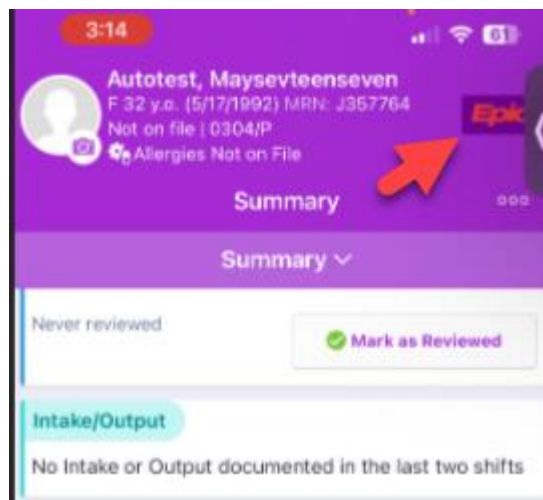 3:14
61
Autotest, Maysevteenseven
F 32 y.o. (5/17/1992) MRN: J357764
Not on file | 0304/P
Epic
Allergies Not on File
Summary
Summary
Never reviewed
Mark as Reviewed
Intake/Output
No Intake or Output documented in the last two shifts